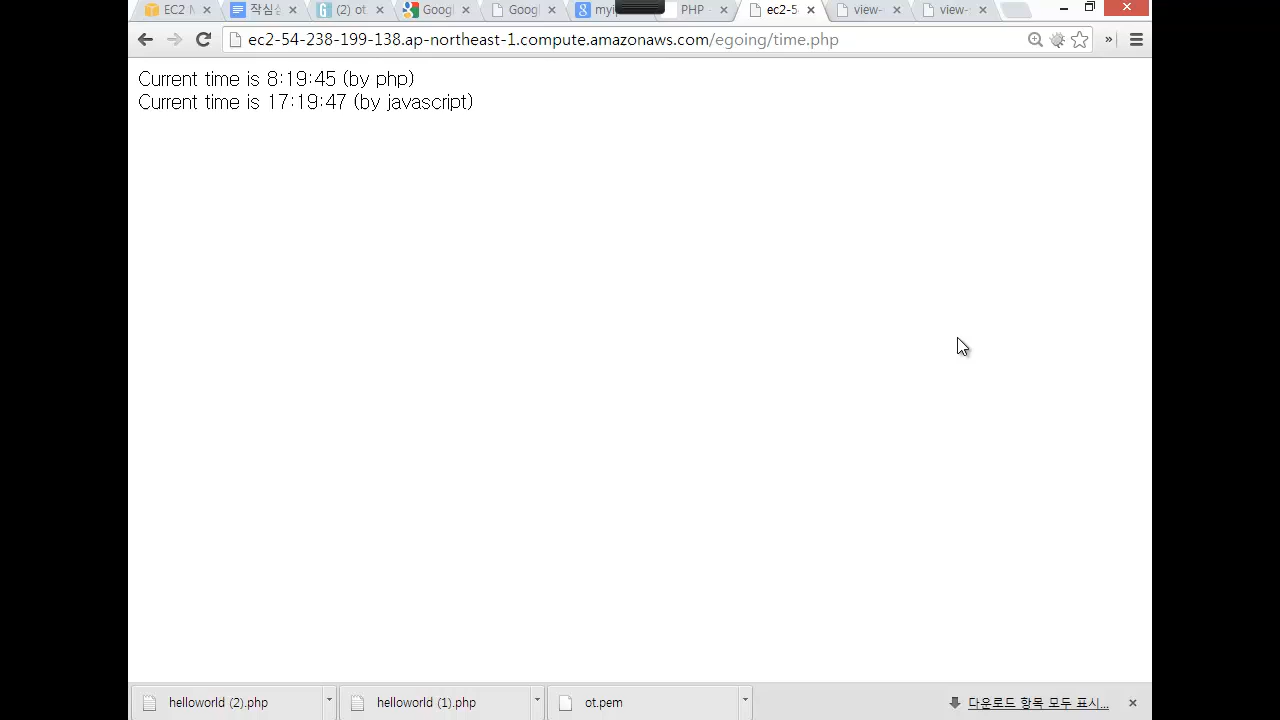 EC2 M
작심
(2) ot
Googl
Googl
myi
PHP
ec2-5
view-
view-
ec2-54-238-199-138.ap-northeast-1.compute.amazonaws.com/egoing/time.php
Current time is 8:19:45 (by php)
Current time is 17:19:47 (by javascript)
helloworld (2).php
helloworld (1).php
ot.pem
다운로드 항목 모두 표시...